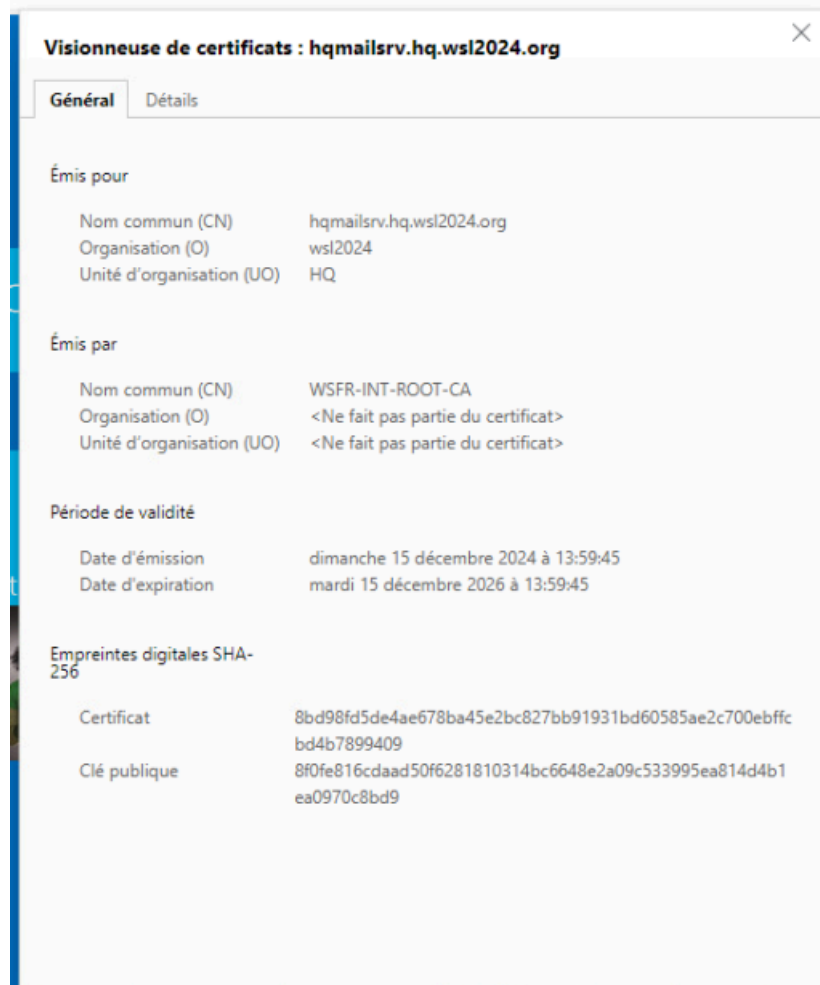 Visionneuse de certificats : hqmailsrv.hq.wsl2024.org
Général Détails
Émis pour
Nom commun (CN) hqmailsrv.hq.wsl2024.org
Organisation (O) wsl2024
Unité d'organisation (UO) HQ
Émis par
Nom commun (CN) WSFR-INT-ROOT-CA
Organisation (O) <Ne fait pas partie du certificat>
Unité d'organisation (UO) <Ne fait pas partie du certificat>
Période de validité
Date d'émission dimanche 15 décembre 2024 à 13:59:45
Date d'expiration mardi 15 décembre 2026 à 13:59:45
Empreintes digitales SHA-
256
Certificat 8bd98fd5de4ae678ba45e2bc827bb91931bd60585ae2c700ebffc
bd4b7899409
Clé publique 8f0fe816cdaad50f6281810314bc6648e2a09c533995ea814d4b1
ea0970c8bd9